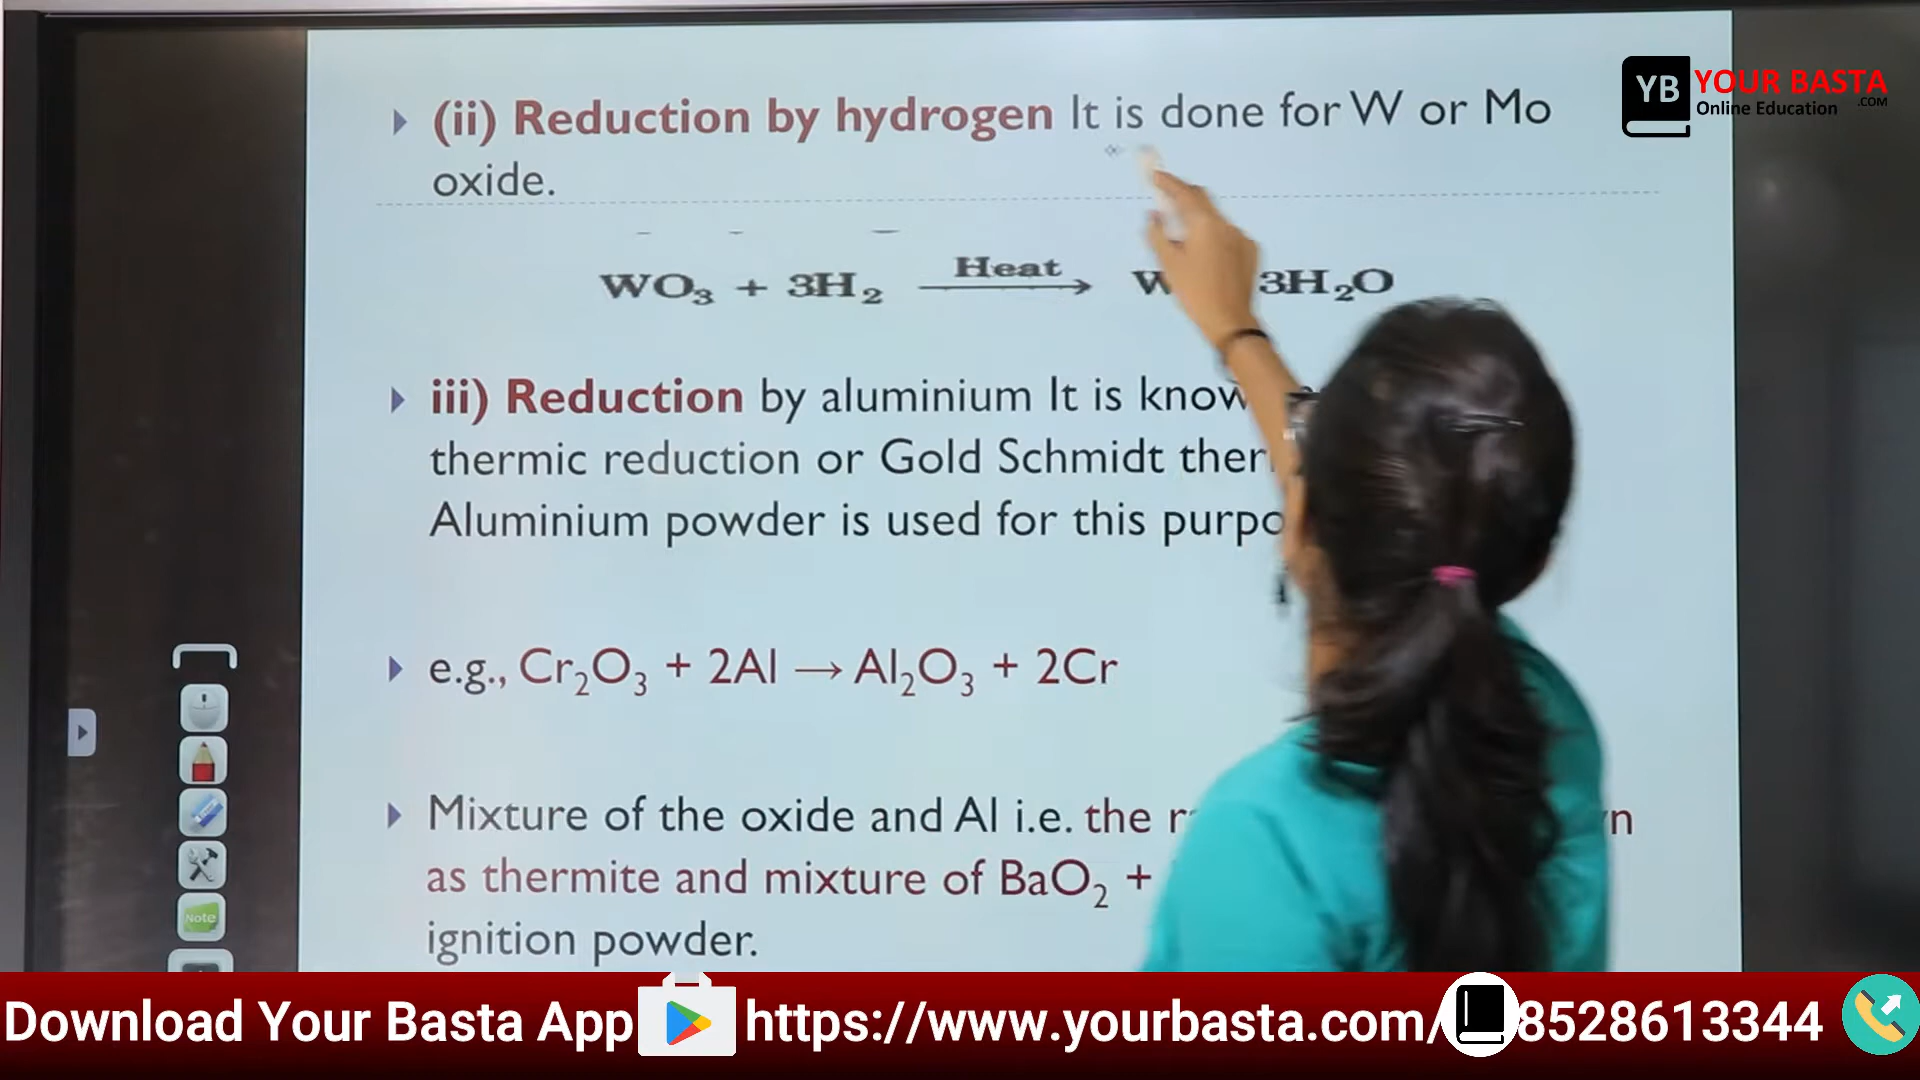 YB YOUR BASTA
Online Education .COM
(ii) Reduction by hydrogen It is done for W or Mo
oxide.
WO₃ + 3H₂ Heat → W 3H₂O
iii) Reduction by aluminium It is know
thermic reduction or Gold Schmidt ther
Aluminium powder is used for this purpo
e.g., Cr₂O₃ + 2Al → Al₂O₃ + 2Cr
Mixture of the oxide and Al i.e. the
as thermite and mixture of BaO₂ +
ignition powder.
Note
Download Your Basta App https://www.yourbasta.com/ 8528613344